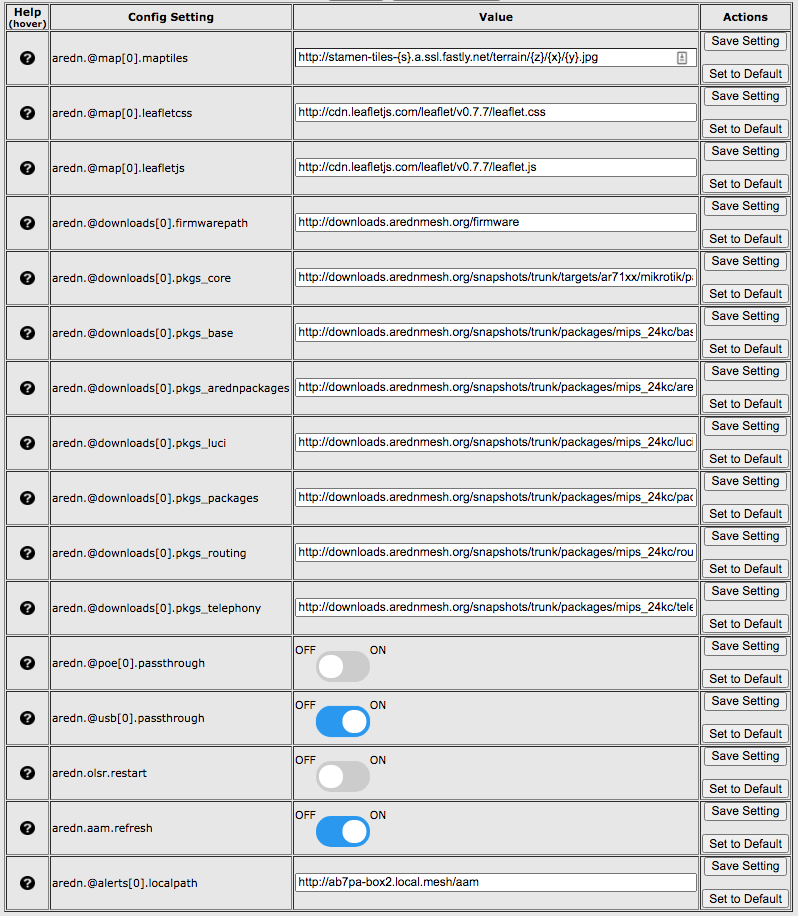 Help
(hover)
Config Setting
Value
Actions
?
aredn.@map[0].maptiles
http://stamen-tiles-{s}.a.ssl.fastly.net/terrain/{z}/{x}/{y}.jpg
Save Setting
Set to Default
?
aredn.@map[0].leafletcss
http://cdn.leafletjs.com/leaflet/v0.7.7/leaflet.css
Save Setting
Set to Default
?
aredn.@map[0].leafletjs
http://cdn.leafletjs.com/leaflet/v0.7.7/leaflet.js
Save Setting
Set to Default
?
aredn.@downloads[0].firmwarepath
http://downloads.arednmesh.org/firmware
Save Setting
Set to Default
?
aredn.@downloads[0].pkgs_core
http://downloads.arednmesh.org/snapshots/trunk/targets/ar71xx/mikrotik/pa
Save Setting
Set to Default
?
aredn.@downloads[0].pkgs_base
http://downloads.arednmesh.org/snapshots/trunk/packages/mips_24kc/bas
Save Setting
Set to Default
?
aredn.@downloads[0].pkgs_arednpackages
http://downloads.arednmesh.org/snapshots/trunk/packages/mips_24kc/are
Save Setting
Set to Default
?
aredn.@downloads[0].pkgs_luci
http://downloads.arednmesh.org/snapshots/trunk/packages/mips_24kc/luci
Save Setting
Set to Default
?
aredn.@downloads[0].pkgs_packages
http://downloads.arednmesh.org/snapshots/trunk/packages/mips_24kc/pac
Save Setting
Set to Default
?
aredn.@downloads[0].pkgs_routing
http://downloads.arednmesh.org/snapshots/trunk/packages/mips_24kc/rou
Save Setting
Set to Default
?
aredn.@downloads[0].pkgs_telephony
http://downloads.arednmesh.org/snapshots/trunk/packages/mips_24kc/tele
Save Setting
Set to Default
?
aredn.@poe[0].passthrough
OFF ON
Save Setting
Set to Default
?
aredn.@usb[0].passthrough
OFF ON
Save Setting
Set to Default
?
aredn.olsr.restart
OFF ON
Save Setting
Set to Default
?
aredn.aam.refresh
OFF ON
Save Setting
Set to Default
?
aredn.@alerts[0].localpath
http://ab7pa-box2.local.mesh/aam
Save Setting
Set to Default